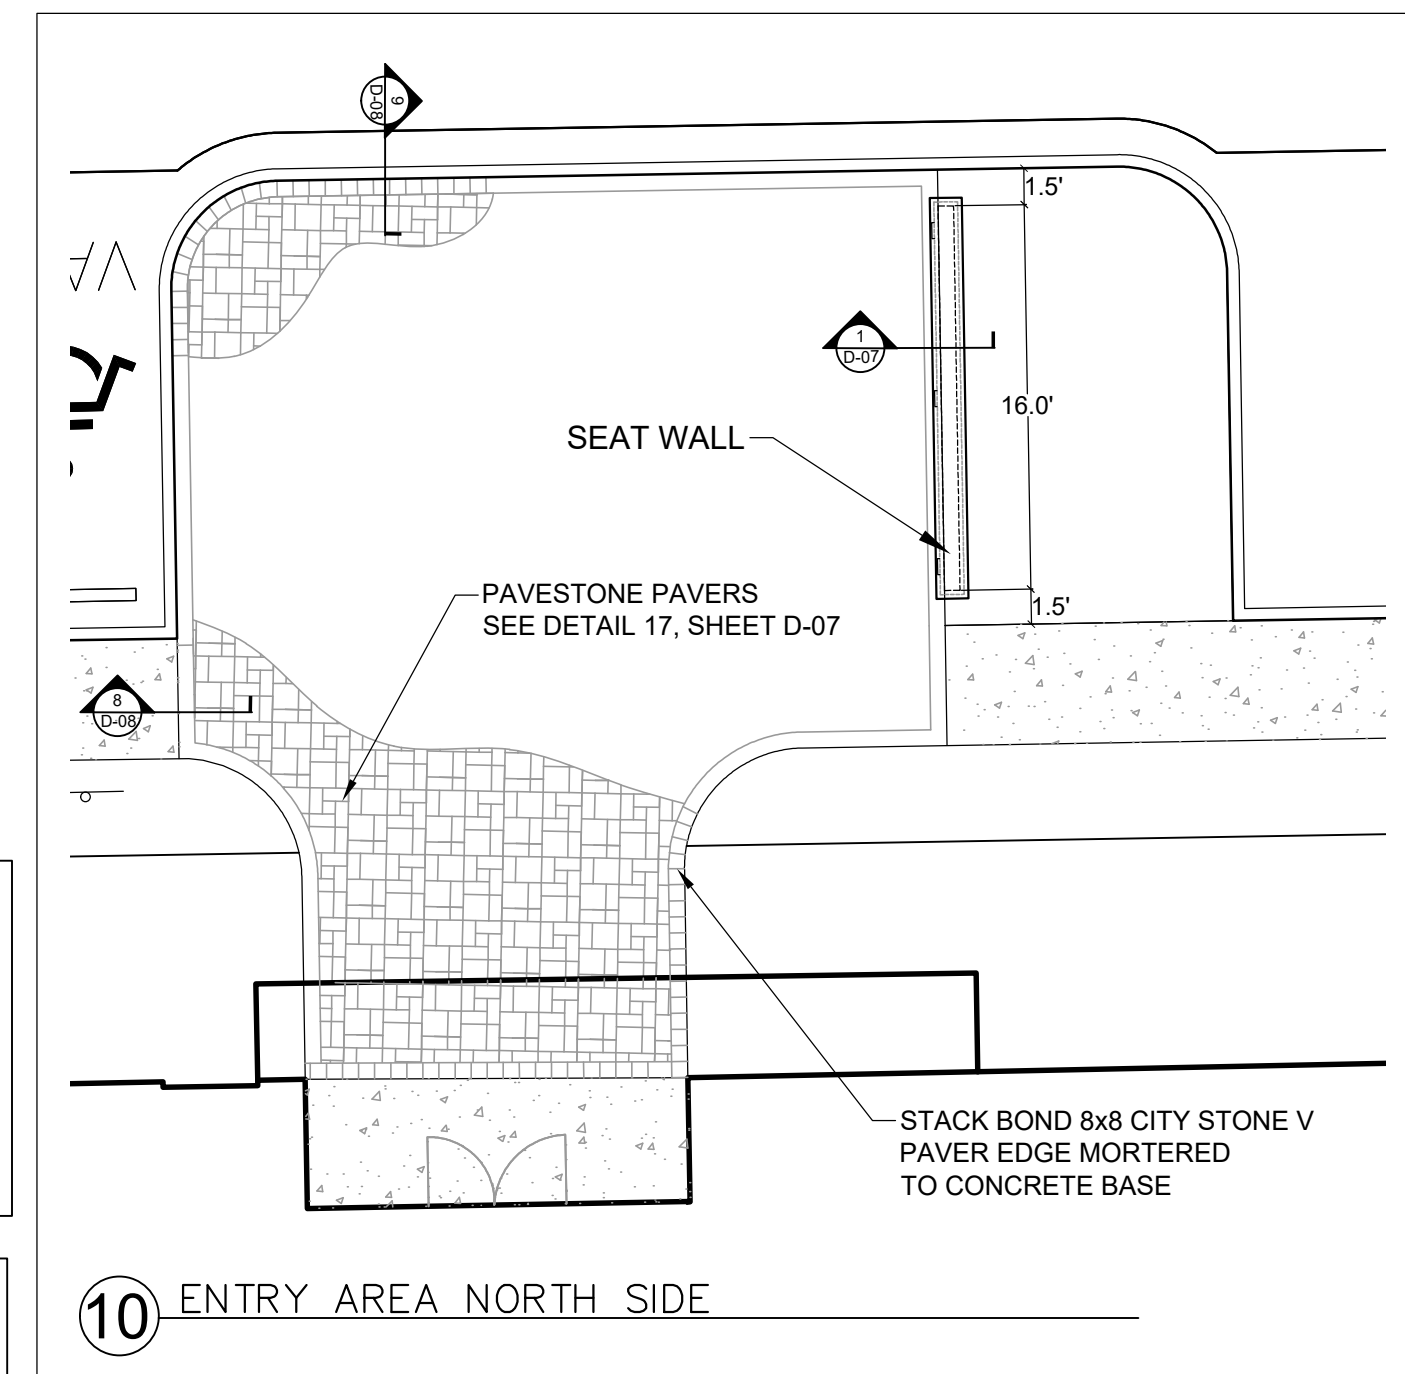 9
D-08
1.5'
1
D-07
16.0'
SEAT WALL
PAVESTONE PAVERS
SEE DETAIL 17, SHEET D-07
1.5'
8
D-08
STACK BOND 8x8 CITY STONE V
PAVER EDGE MORTERED
TO CONCRETE BASE
10
ENTRY AREA NORTH SIDE